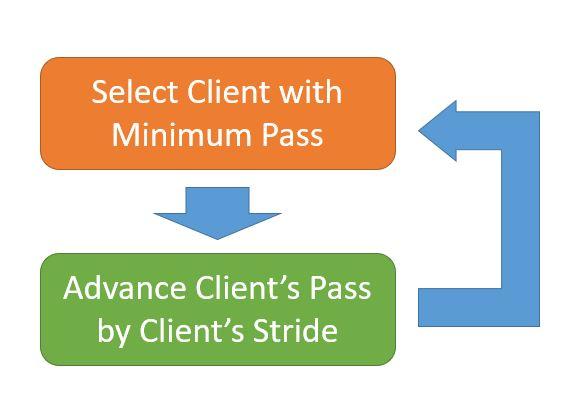 Select Client with
Minimum Pass
Advance Client’s Pass
by Client’s Stride